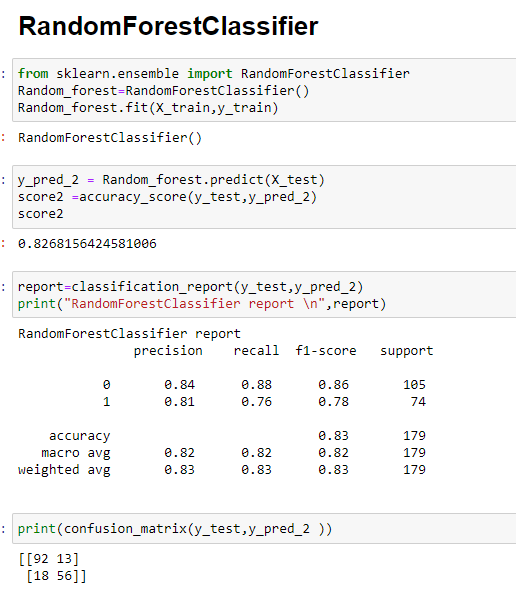 RandomForestClassifier
: from sklearn.ensemble import RandomForestClassifier
Random_forest=RandomForestClassifier()
Random_forest.fit(X_train,y_train)
: RandomForestClassifier()
: y_pred_2 = Random_forest.predict(X_test)
score2 =accuracy_score(y_test,y_pred_2)
score2
: 0.8268156424581006
: report=classification_report(y_test,y_pred_2)
print("RandomForestClassifier report \n",report)
RandomForestClassifier report
precision recall f1-score support
0 0.84 0.88 0.86 105
1 0.81 0.76 0.78 74
accuracy 0.83 179
macro avg 0.82 0.82 0.82 179
weighted avg 0.83 0.83 0.83 179
: print(confusion_matrix(y_test,y_pred_2 ))
[[92 13]
[18 56]]